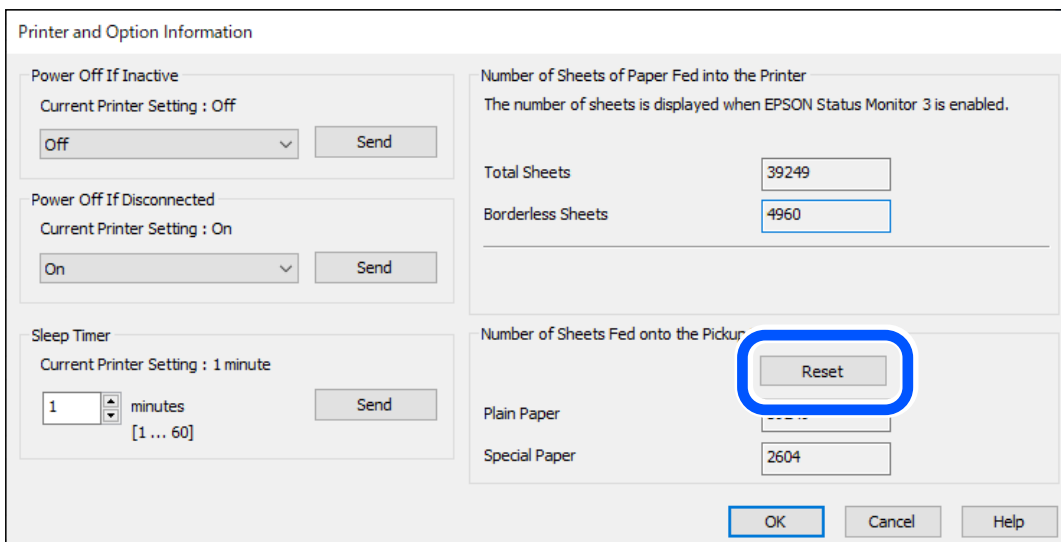 Printer and Option Information
Power Off If Inactive
Current Printer Setting : Off
Off
Send
Power Off If Disconnected
Current Printer Setting : On
On
Send
Sleep Timer
Current Printer Setting : 1 minute
1
minutes
Send
[1 ... 60]
Number of Sheets of Paper Fed into the Printer
The number of sheets is displayed when EPSON Status Monitor 3 is enabled.
Total Sheets
39249
Borderless Sheets
4960
Number of Sheets Fed onto the Pickup
Reset
Plain Paper
Special Paper
2604
OK
Cancel
Help